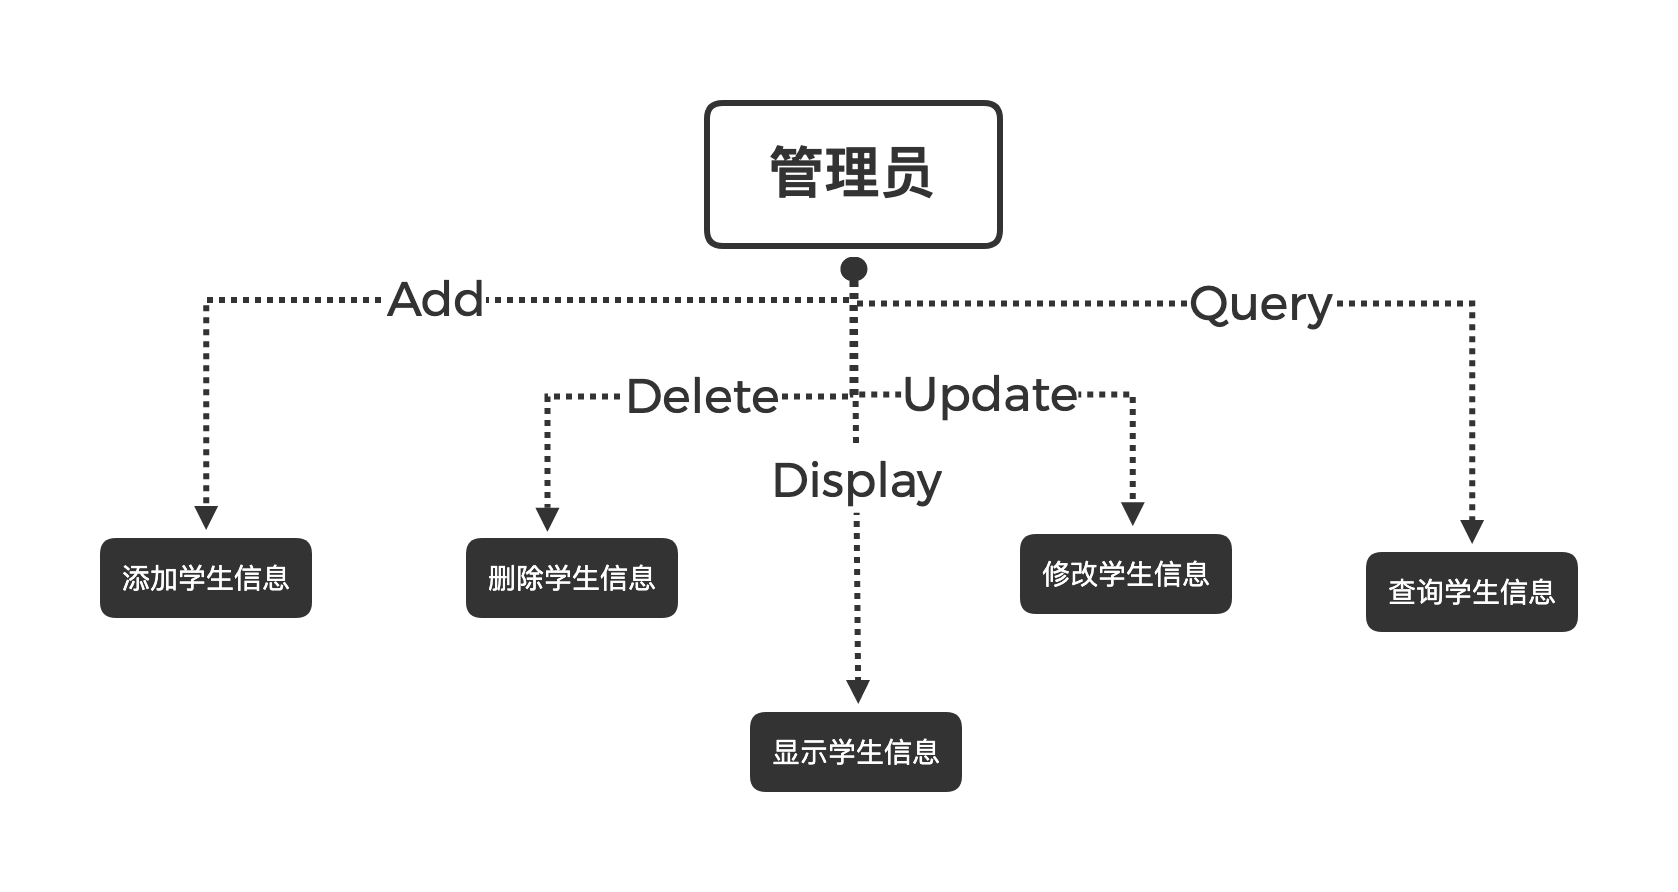 管理员
Add
Query
Delete
Update
Display
添加学生信息
删除学生信息
修改学生信息
查询学生信息
显示学生信息